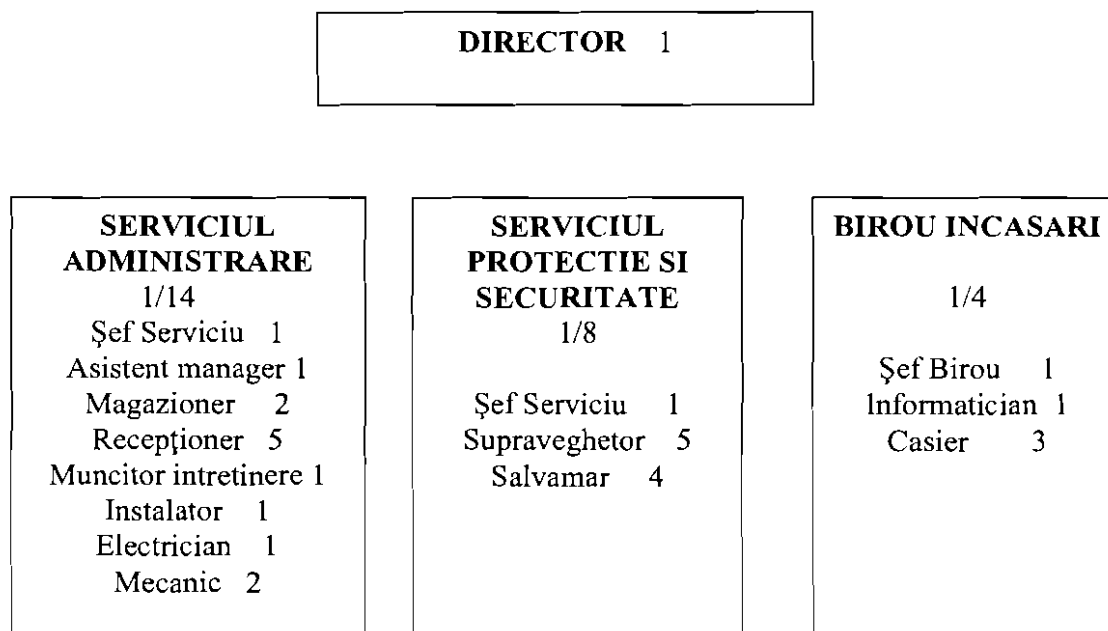 DIRECTOR 1
SERVICIUL
ADMINISTRARE
1/14
Şef Serviciu 1
Asistent manager 1
Magazioner 2
Recepţioner 5
Muncitor intretinere 1
Instalator 1
Electrician 1
Mecanic 2
SERVICIUL
PROTECTIE SI
SECURITATE
1/8
Şef Serviciu 1
Supraveghetor 5
Salvamar 4
BIROU INCASARI
1/4
Şef Birou 1
Informatician 1
Casier 3